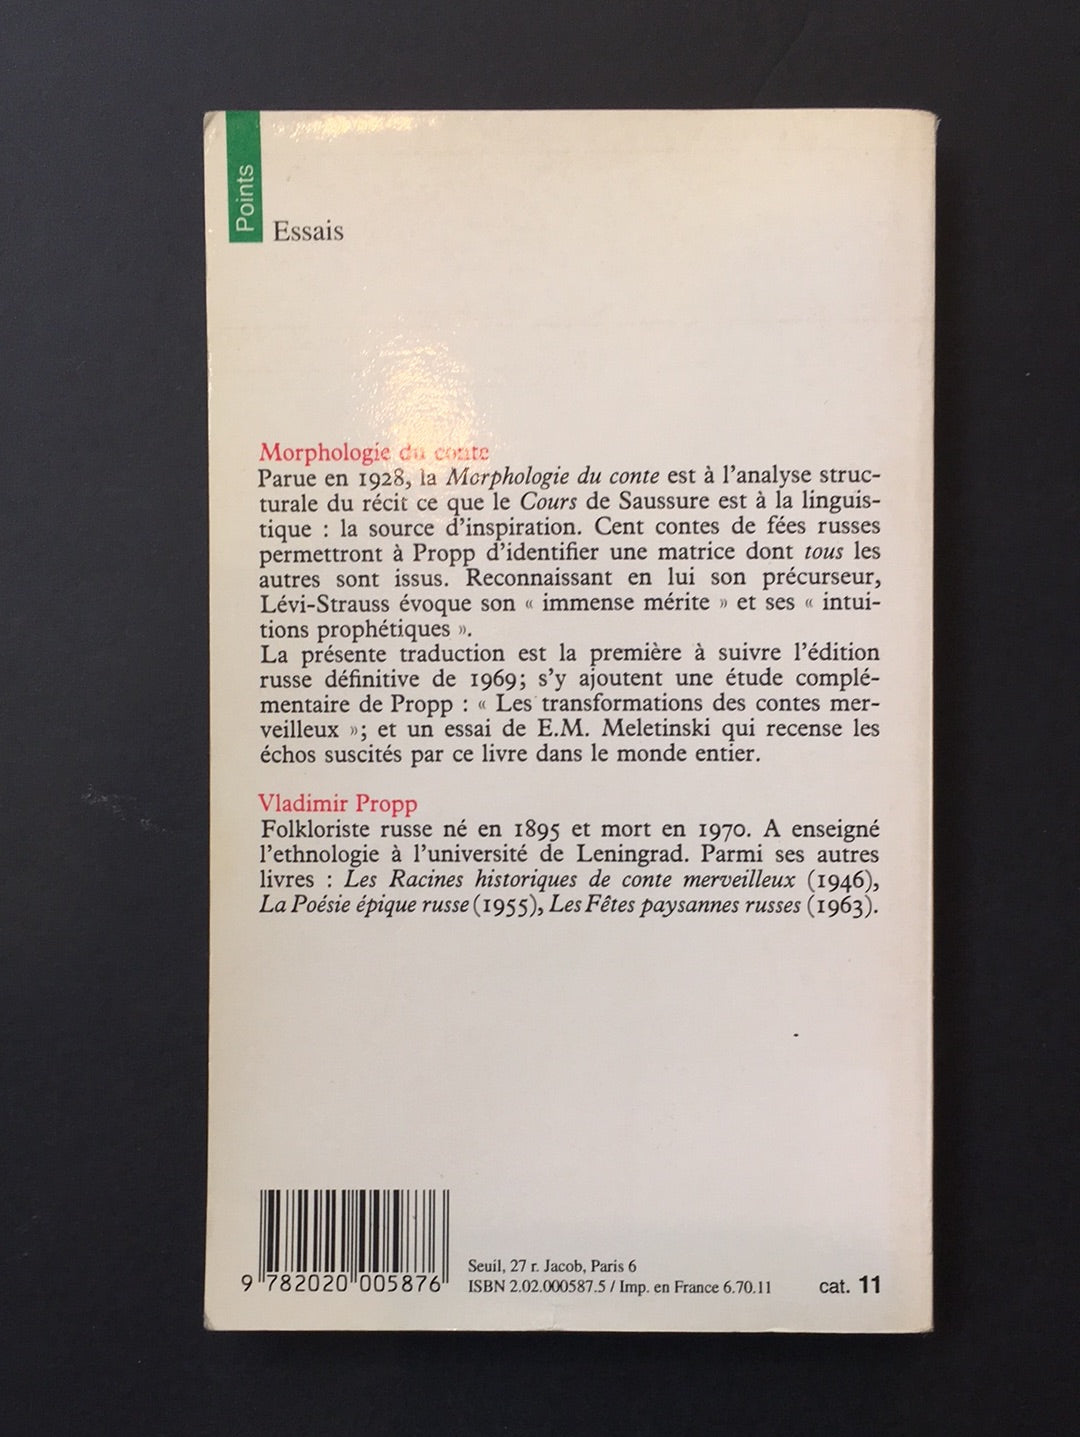 Points
Essais
Morphologie du conte
Parue en 1928, la Morphologie du conte est à l'analyse struc-
turale du récit ce que le Cours de Saussure est à la linguis-
tique : la source d'inspiration. Cent contes de fées russes
permettront à Propp d'identifier une matrice dont tous les
autres sont issus. Reconnaissant en lui son précurseur,
Lévi-Strauss évoque son « immense mérite » et ses « intui-
tions prophétiques ».
La présente traduction est la première à suivre l'édition
russe définitive de 1969; s'y ajoutent une étude complé-
mentaire de Propp : « Les transformations des contes mer-
veilleux »; et un essai de E.M. Meletinski qui recense les
échos suscités par ce livre dans le monde entier.
Vladimir Propp
Folkloriste russe né en 1895 et mort en 1970. A enseigné
l'ethnologie à l'université de Leningrad. Parmi ses autres
livres : Les Racines historiques de conte merveilleux (1946),
La Poésie épique russe (1955), Les Fêtes paysannes russes (1963).
9 782020 005876
Seuil, 27 r. Jacob, Paris 6
ISBN 2.02.000587.5 / Imp. en France 6.70.11
cat. 11